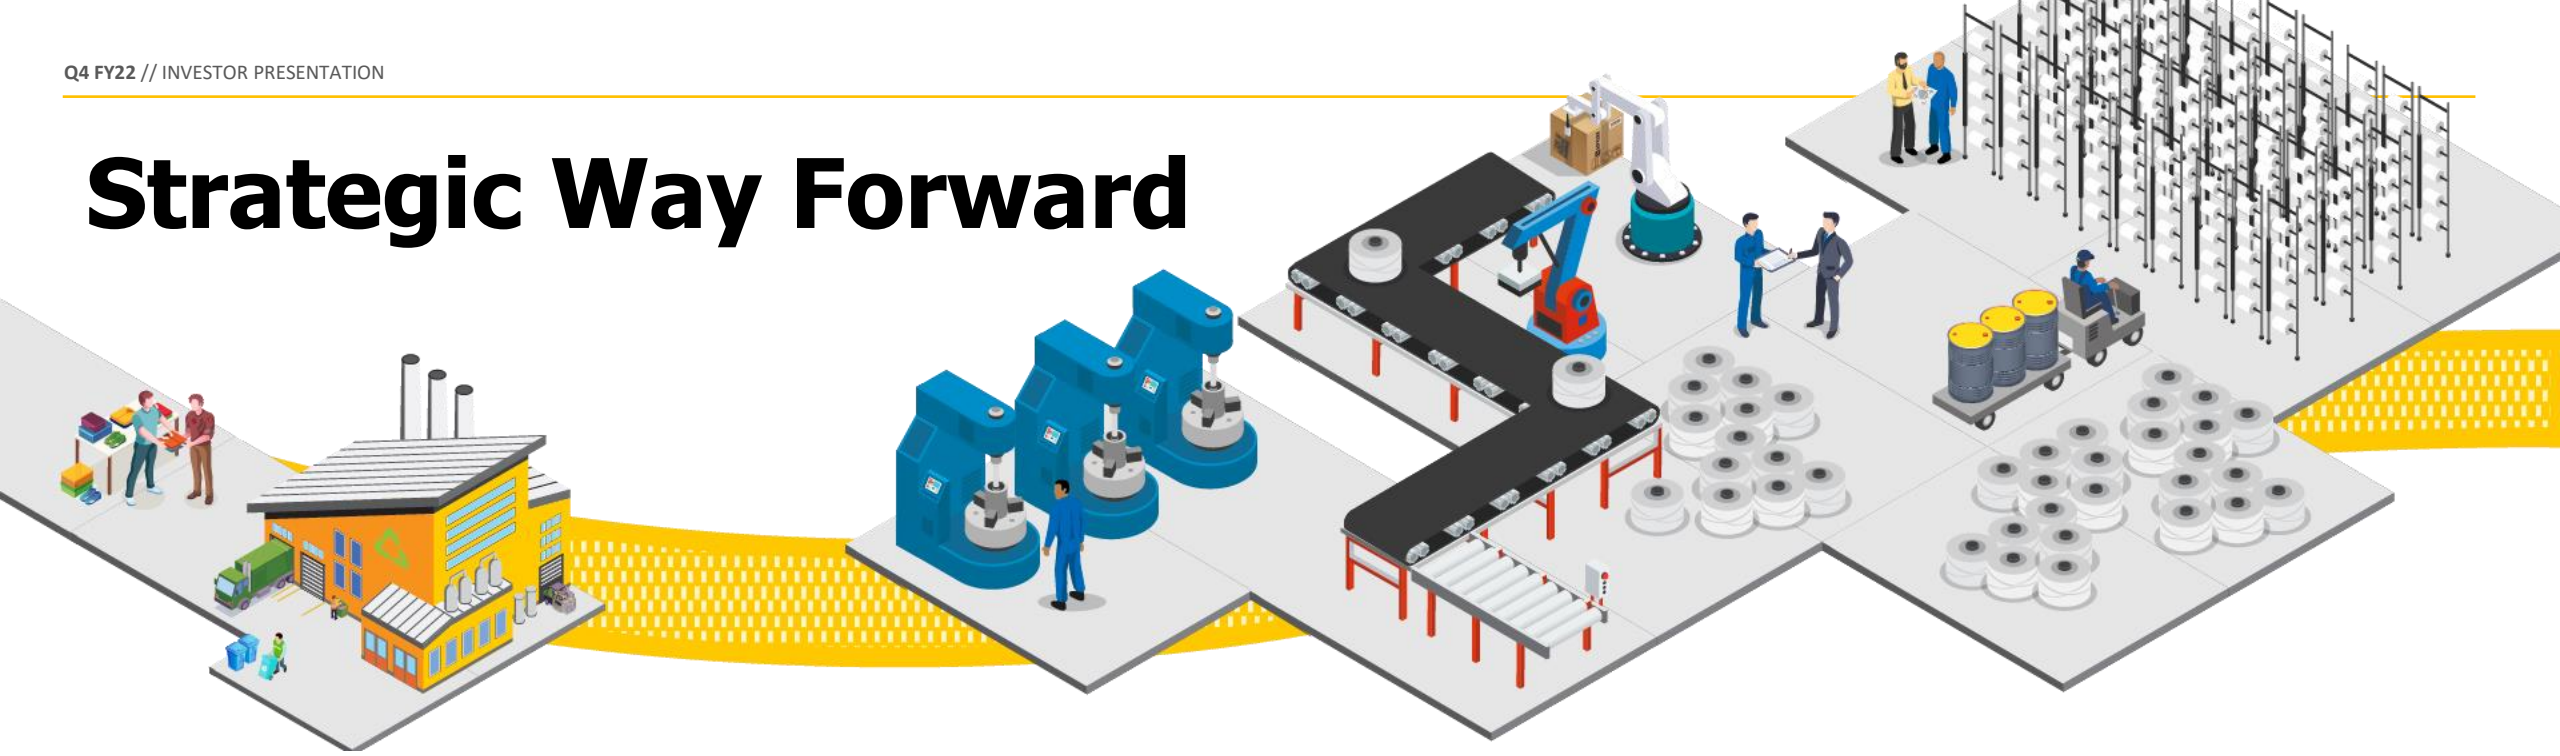 Q4 FY22 // INVESTOR PRESENTATION
Strategic Way Forward